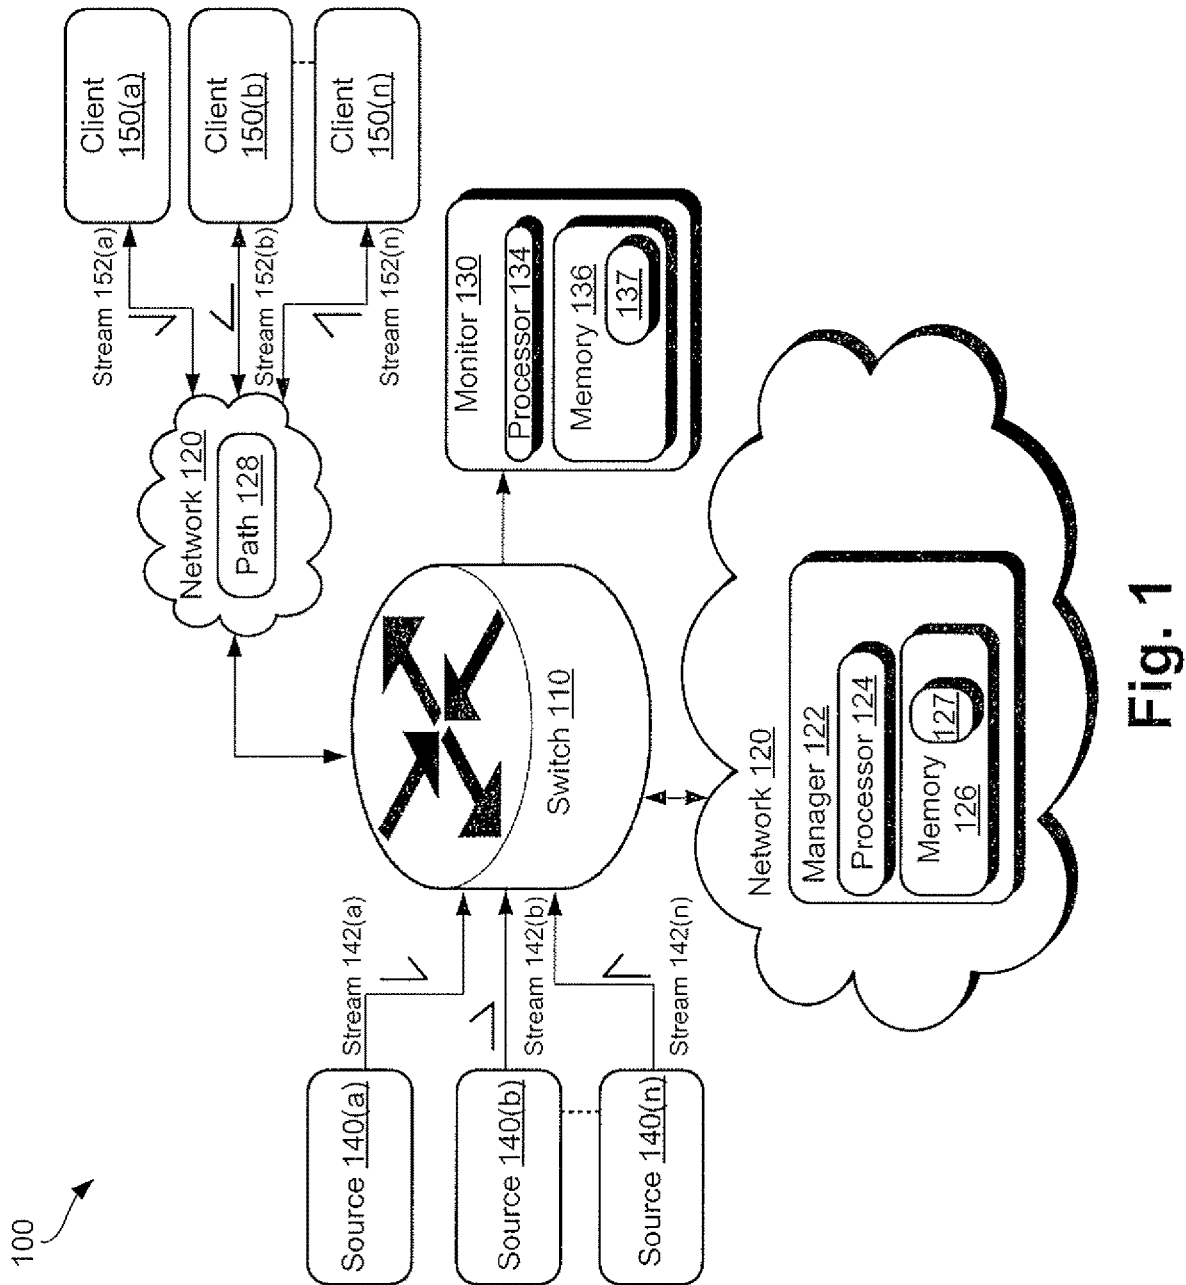 100
Source 140(a)
Source 140(b)
Source 140(n)
Stream 142(a)
Stream 142(b)
Stream 142(n)
Switch 110
Network 120
Path 128
Stream 152(a)
Stream 152(b)
Stream 152(n)
Client
150(a)
Client
150(b)
Client
150(n)
Monitor 130
Processor 134
Memory 136
137
Network 120
Manager 122
Processor 124
Memory
126
127
Fig. 1